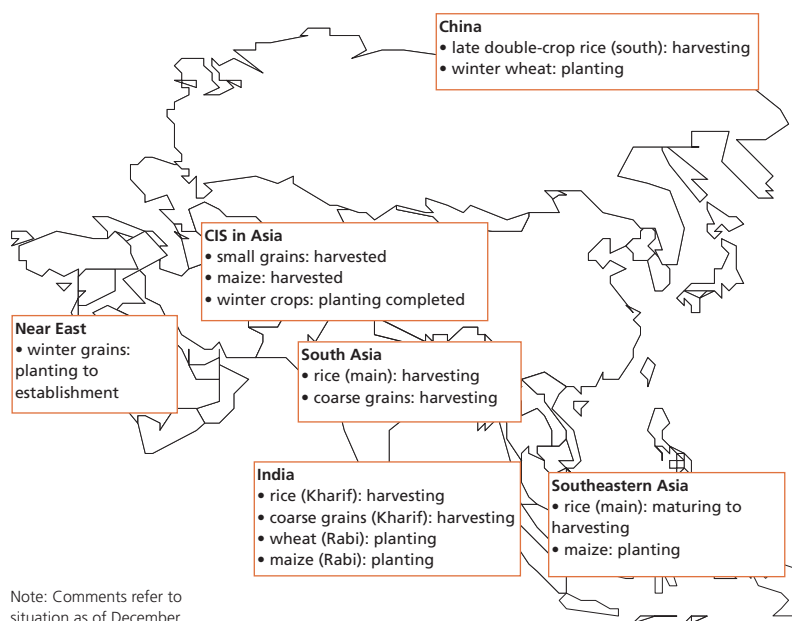 China
• late double-crop rice (south): harvesting
• winter wheat: planting
CIS in Asia
• small grains: harvested
• maize: harvested
• winter crops: planting completed
Near East
• winter grains:
planting to
establishment
South Asia
• rice (main): harvesting
• coarse grains: harvesting
India
• rice (Kharif): harvesting
• coarse grains (Kharif): harvesting
• wheat (Rabi): planting
• maize (Rabi): planting
Southeastern Asia
• rice (main): maturing to
harvesting
• maize: planting
Note: Comments refer to
situation as of December